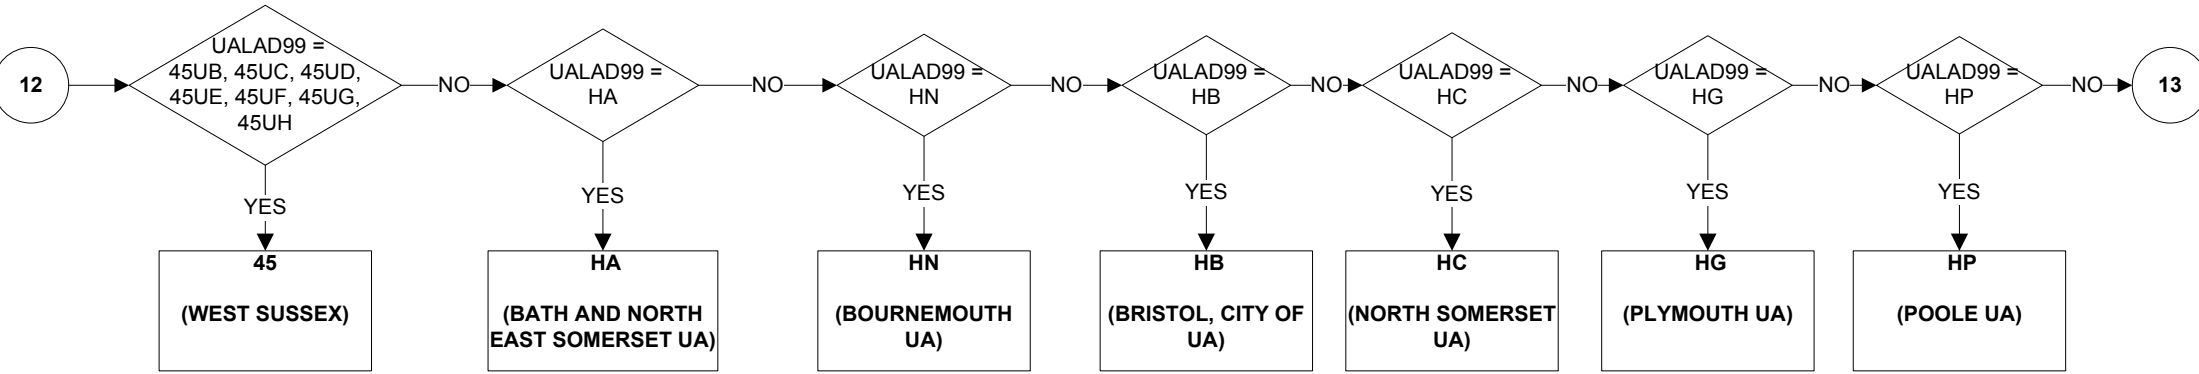 12
UALAD99 =
45UB, 45UC, 45UD,
45UE, 45UF, 45UG,
45UH
NO
UALAD99 =
HA
NO
UALAD99 =
HN
NO
UALAD99 =
HB
NO
UALAD99 =
HC
NO
UALAD99 =
HG
NO
UALAD99 =
HP
NO
13
YES
YES
YES
YES
YES
YES
YES
45
(WEST SUSSEX)
HA
(BATH AND NORTH
EAST SOMERSET UA)
HN
(BOURNEMOUTH
UA)
HB
(BRISTOL, CITY OF
UA)
HC
(NORTH SOMERSET
UA)
HG
(PLYMOUTH UA)
HP
(POOLE UA)